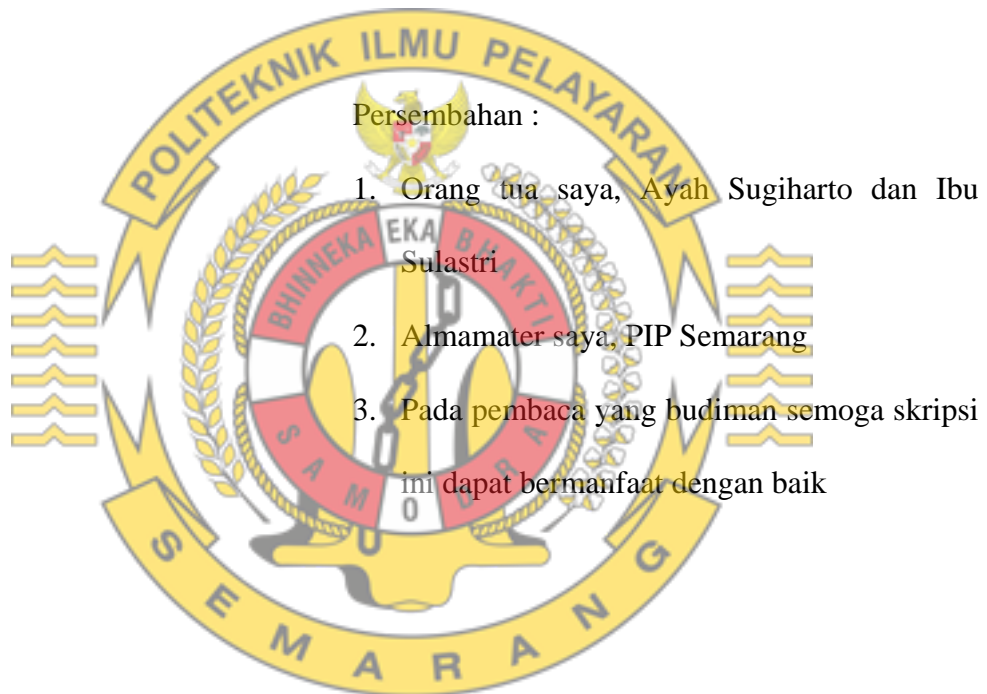 POLITEKNIK ILMU PELAYARAN
Persembahan :
1. Orang tua saya, Ayah Sugiharto dan Ibu
Sulastri
2. Almamater saya, PIP Semarang
3. Pada pembaca yang budiman semoga skripsi
ini dapat bermanfaat dengan baik
BHINNEKA EKA BHAKTI
SAMODRA
SEMARANG